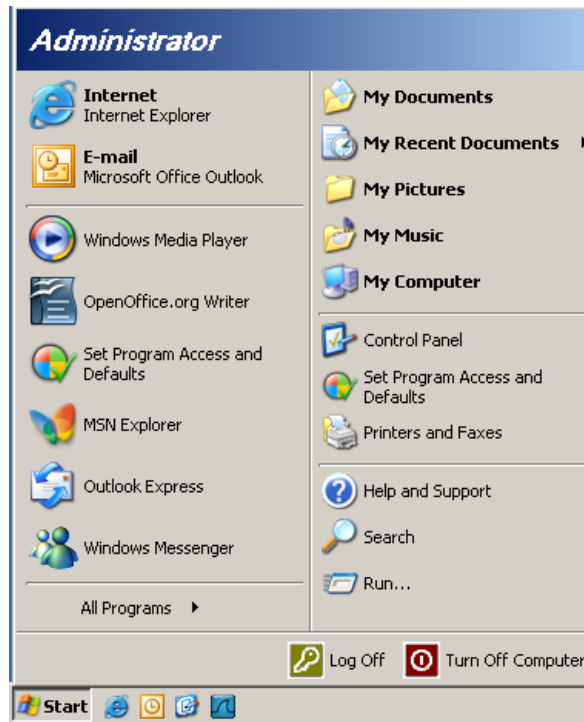 Administrator
Internet
Internet Explorer
E-mail
Microsoft Office Outlook
Windows Media Player
OpenOffice.org Writer
Set Program Access and
Defaults
MSN Explorer
Outlook Express
Windows Messenger
All Programs
My Documents
My Recent Documents
My Pictures
My Music
My Computer
Control Panel
Set Program Access and
Defaults
Printers and Faxes
Help and Support
Search
Run...
Log Off
Turn Off Computer
Start